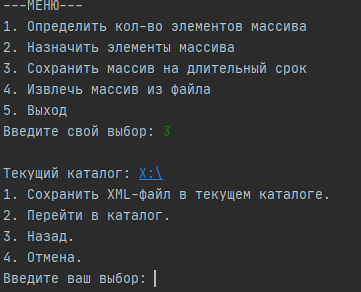 ---МЕНЮ---
1. Определить кол-во элементов массива
2. Назначить элементы массива
3. Сохранить массив на длительный срок
4. Извлечь массив из файла
5. Выход
Введите свой выбор: 3
Текущий каталог: X:\
1. Сохранить XML-файл в текущем каталоге.
2. Перейти в каталог.
3. Назад.
4. Отмена.
Введите ваш выбор: